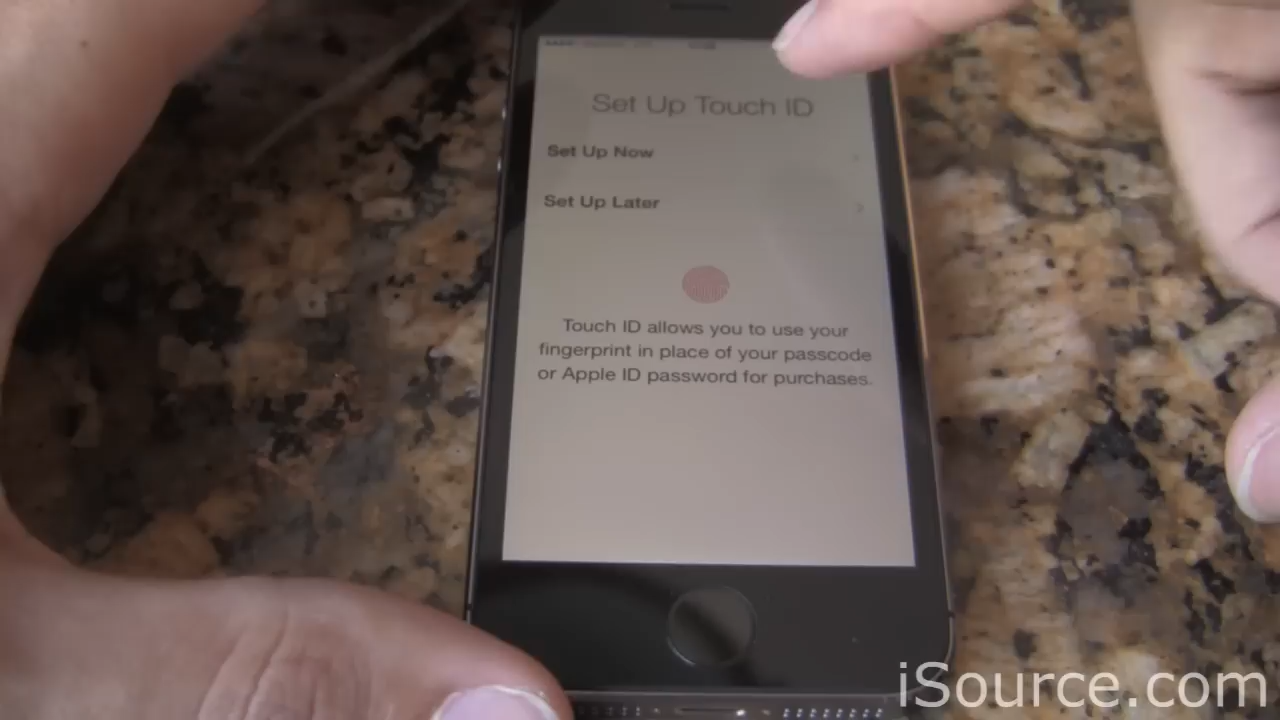 Set Up Touch ID
Set Up Now
Set Up Later
Touch ID allows you to use your
fingerprint in place of your passcode
or Apple ID password for purchases.
iSource.com